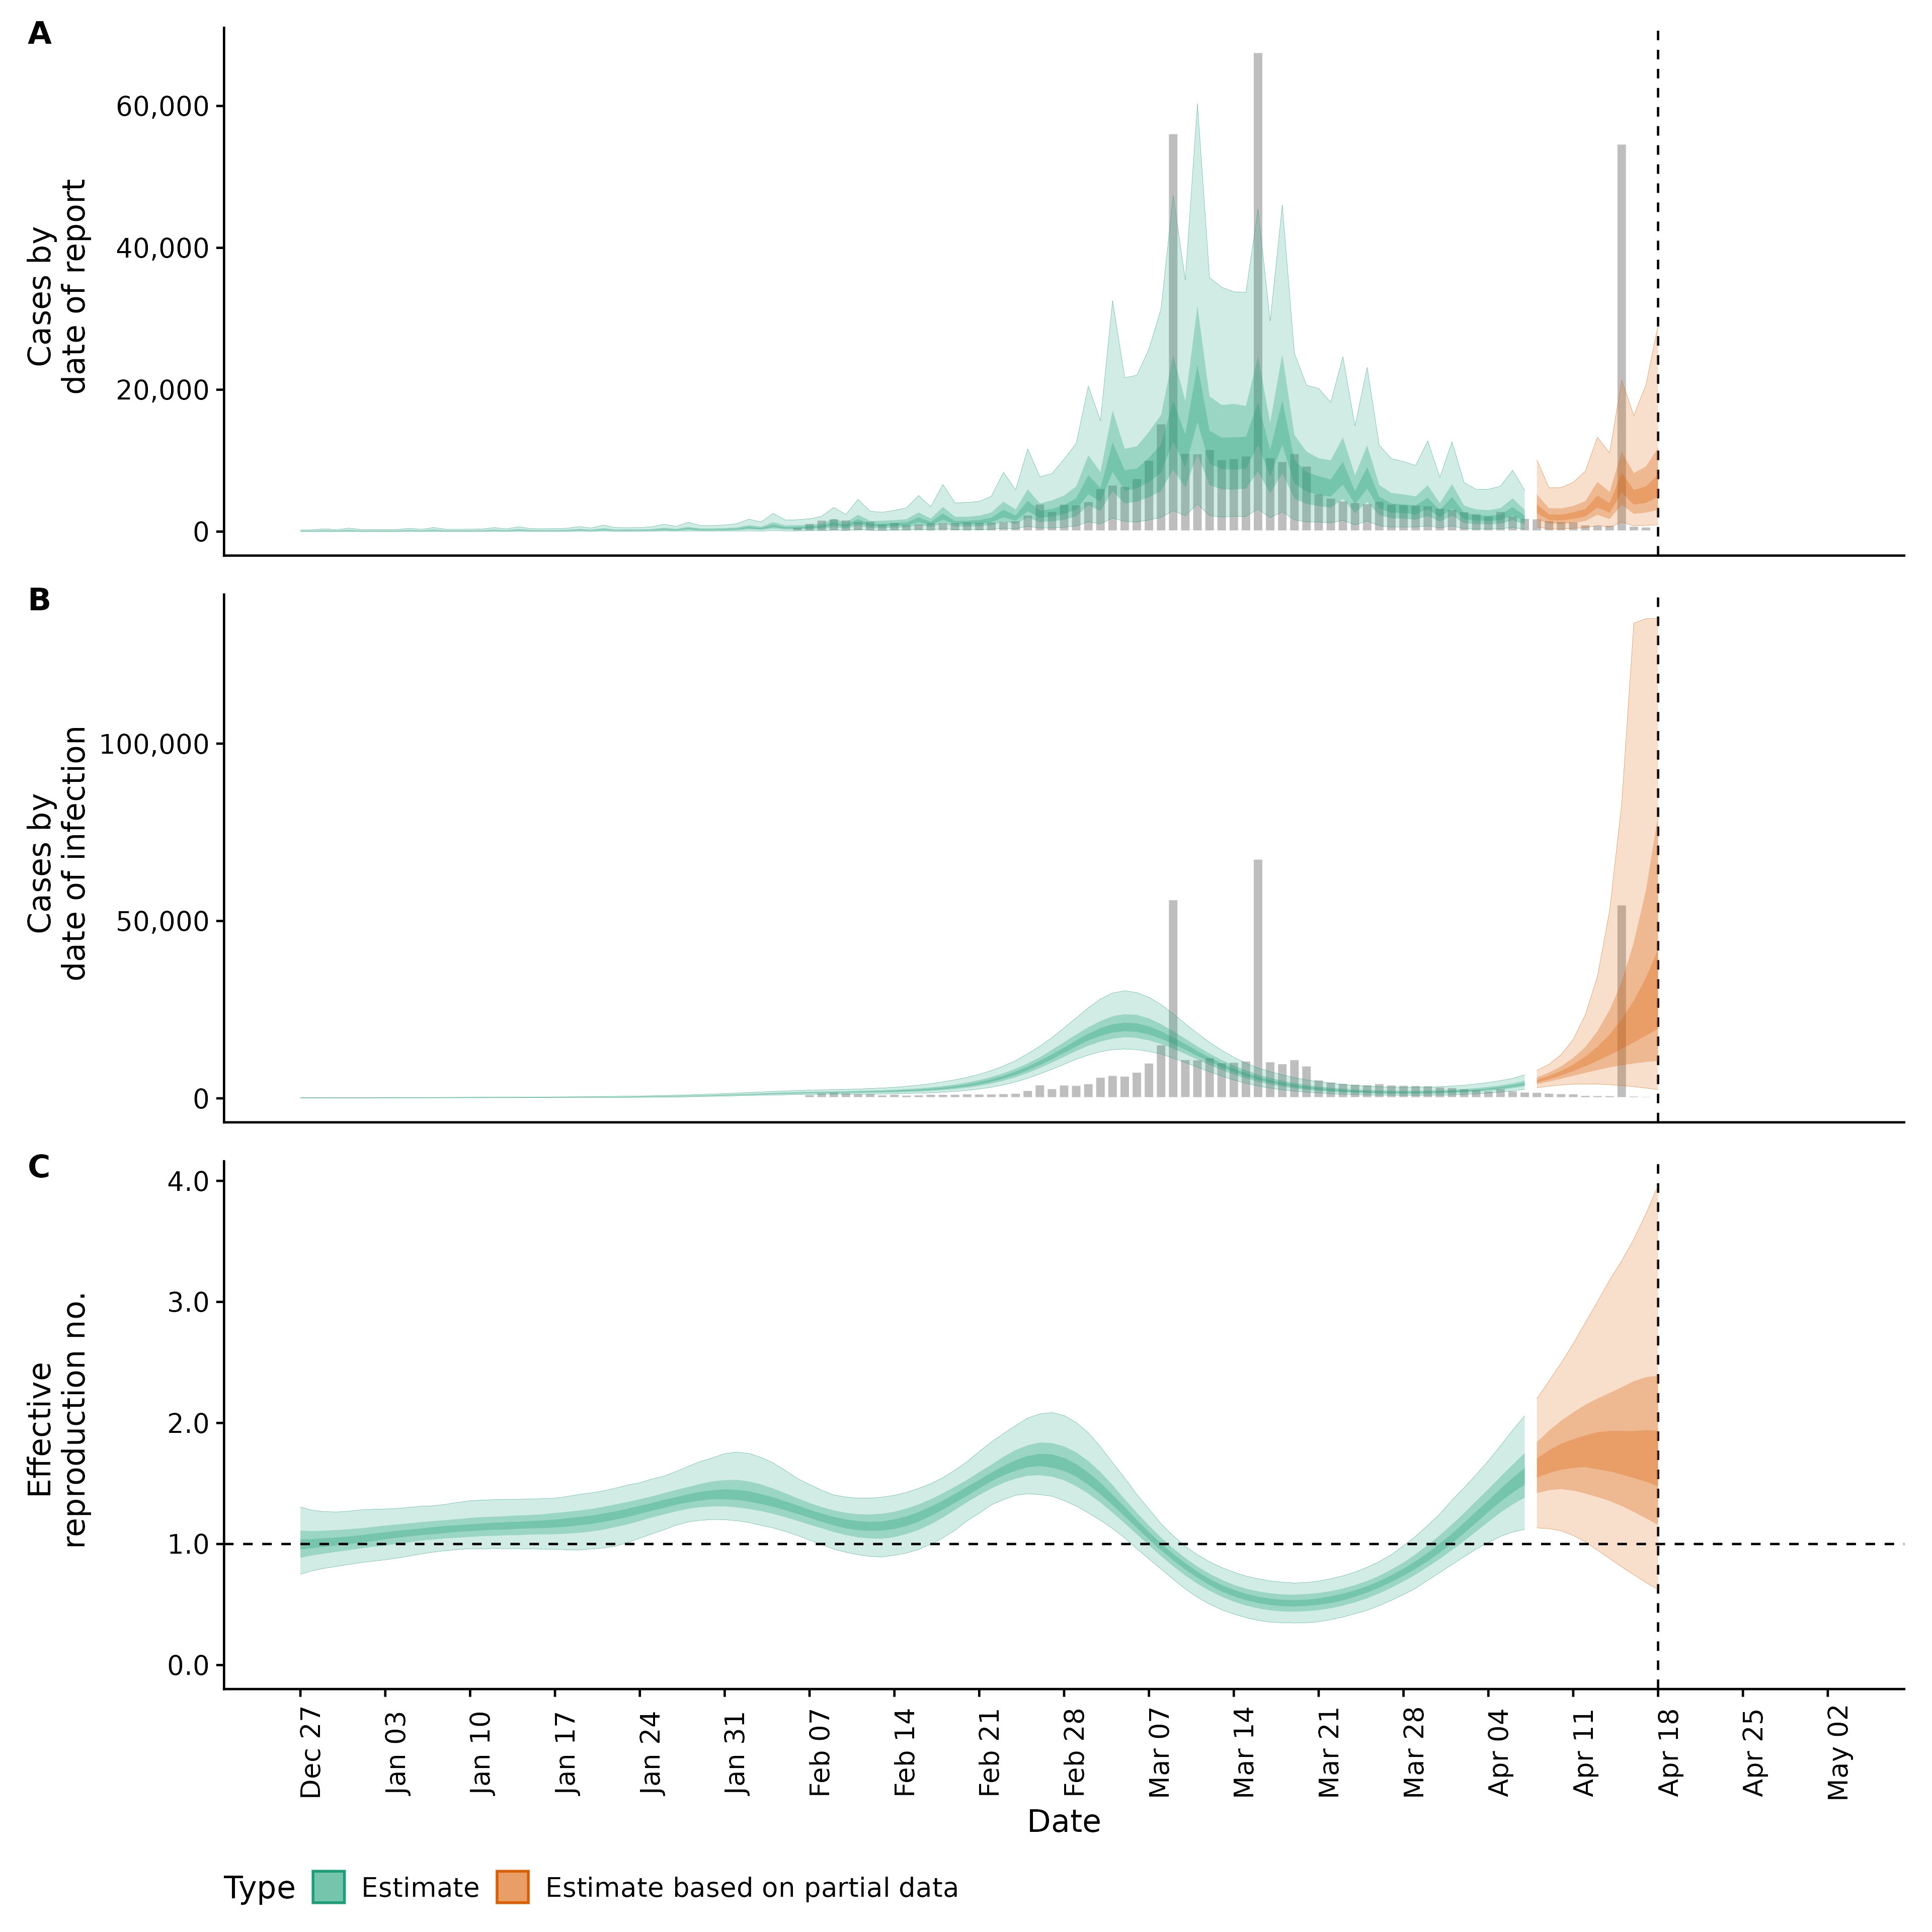 A
Cases by
date of report
60,000
40,000
20,000
0
B
Cases by
date of infection
100,000
50,000
0
C
Effective
reproduction no.
4.0
3.0
2.0
1.0
0.0
Dec 27
Jan 03
Jan 10
Jan 17
Jan 24
Jan 31
Feb 07
Feb 14
Feb 21
Feb 28
Mar 07
Mar 14
Mar 21
Mar 28
Apr 04
Apr 11
Apr 18
Apr 25
May 02
Date
Type Estimate Estimate based on partial data